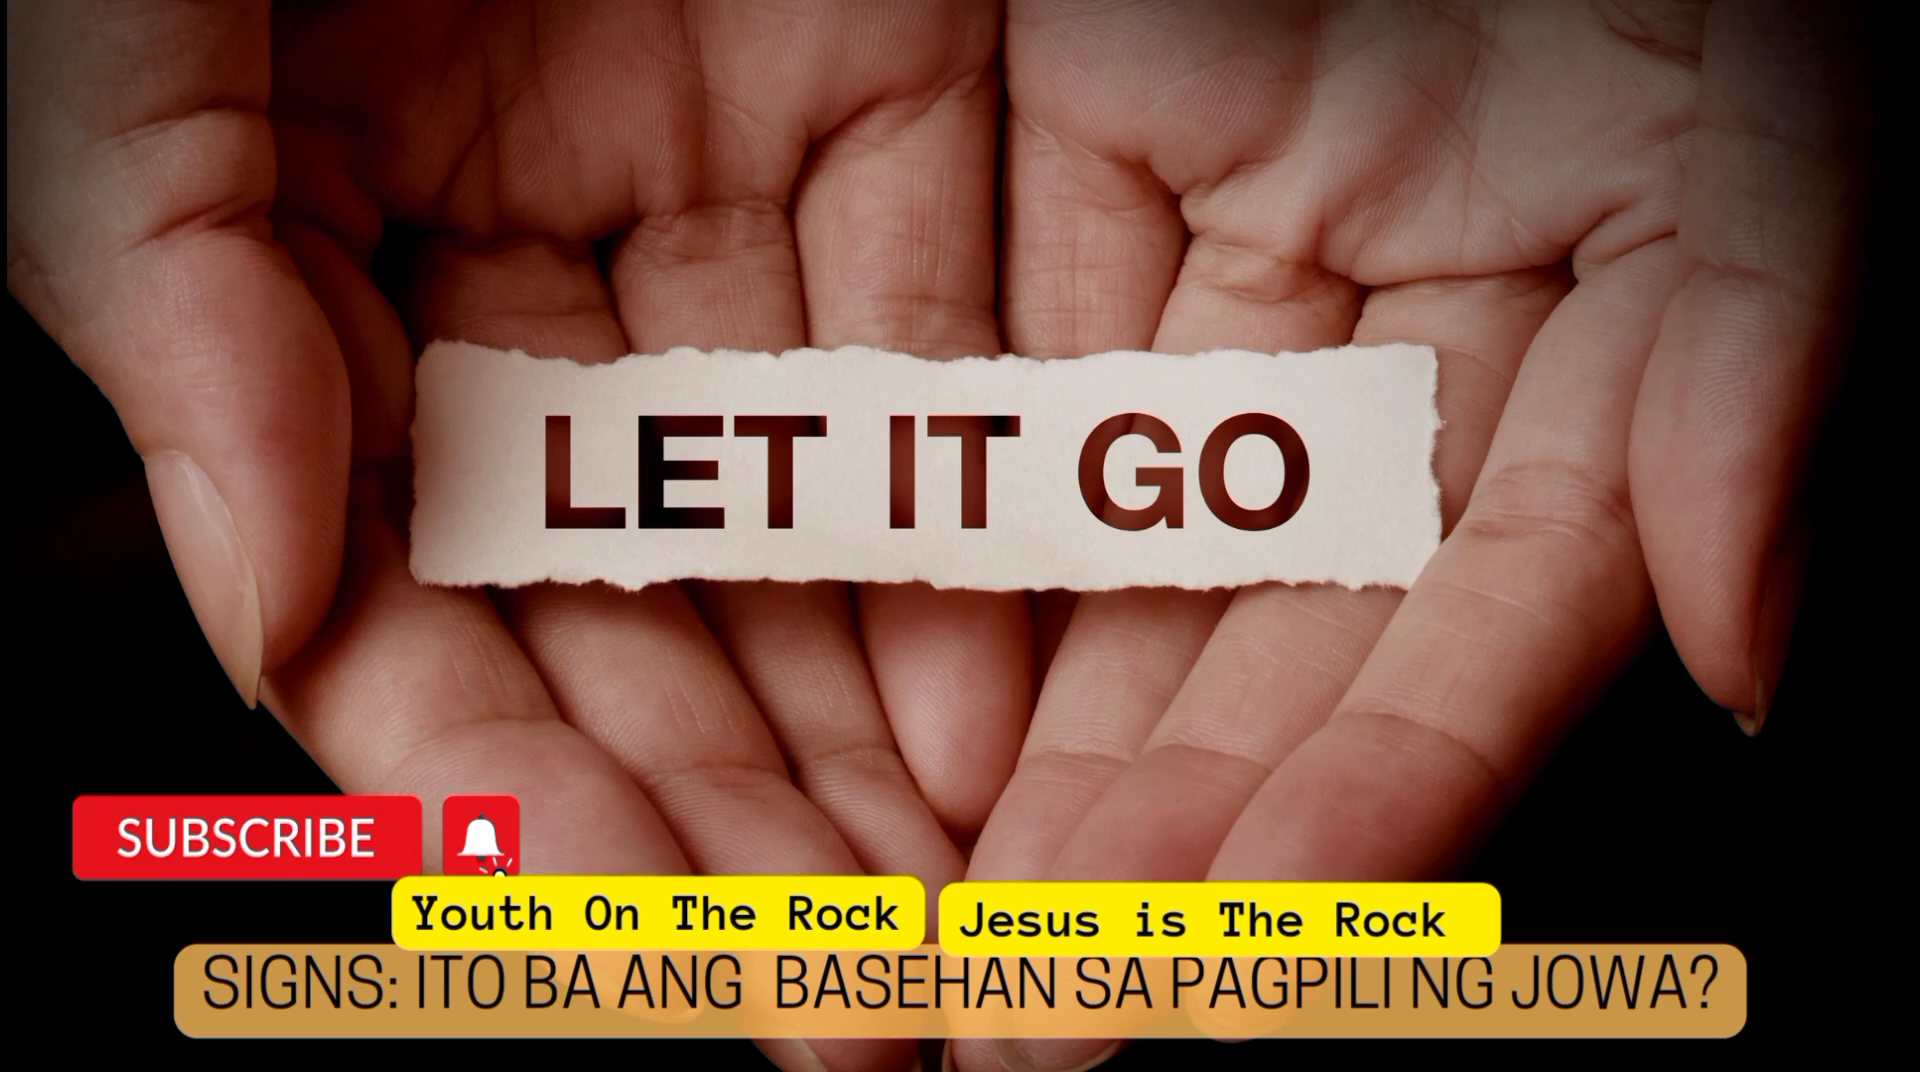 LET IT GO
SUBSCRIBE
Youth On The Rock
Jesus is The Rock
SIGNS: ITO BA ANG BASEHAN SA PAGPILI NG JOWA?